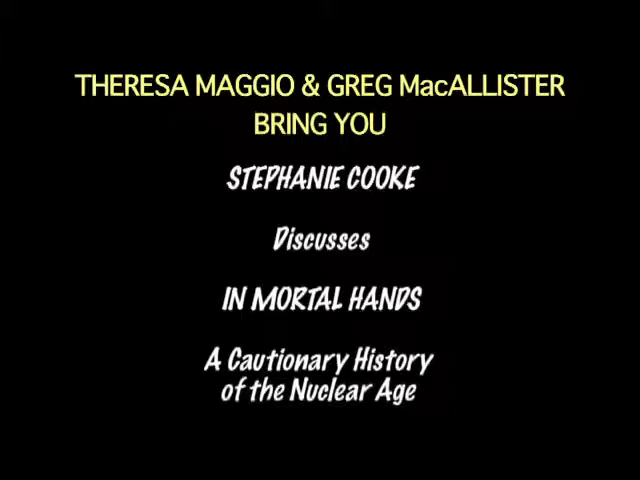 THERESA MAGGIO & GREG MacALLISTER
BRING YOU
STEPHANIE COOKE
Discusses
IN MORTAL HANDS
A Cautionary History
of the Nuclear Age